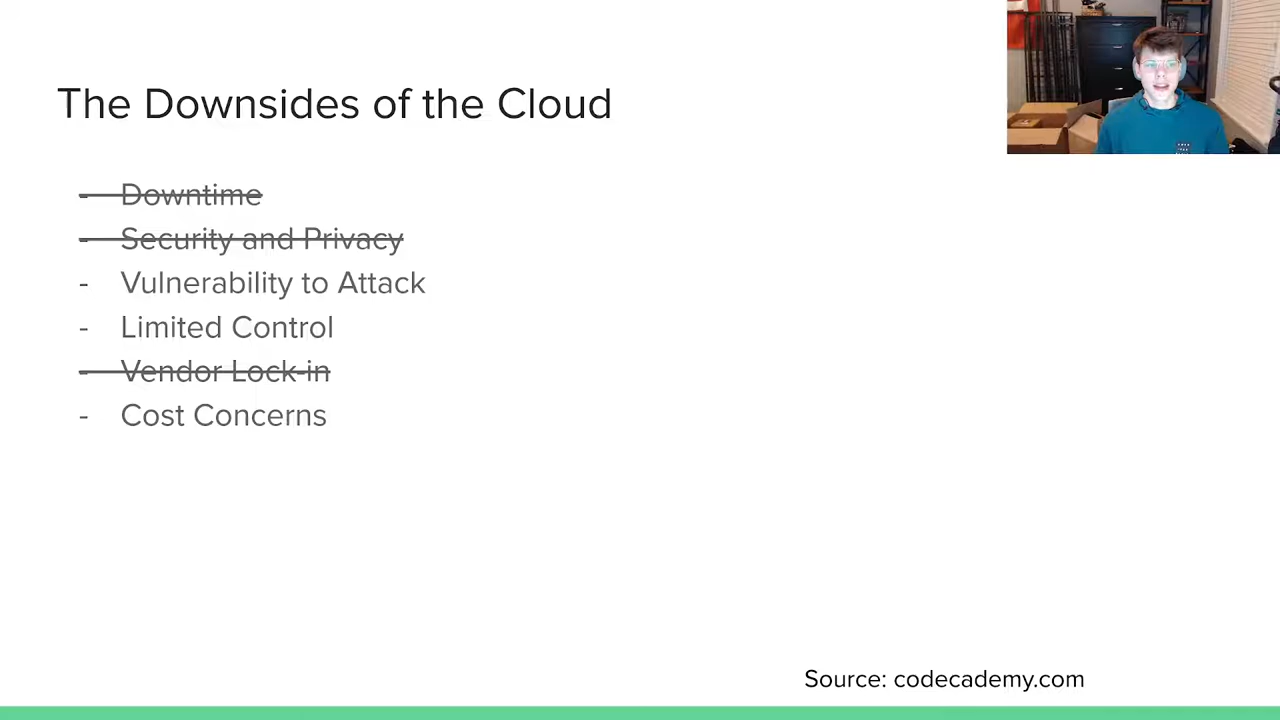 The Downsides of the Cloud
- Downtime
- Security and Privacy
- Vulnerability to Attack
- Limited Control
- Vendor Lock-in
- Cost Concerns
Source: codecademy.com